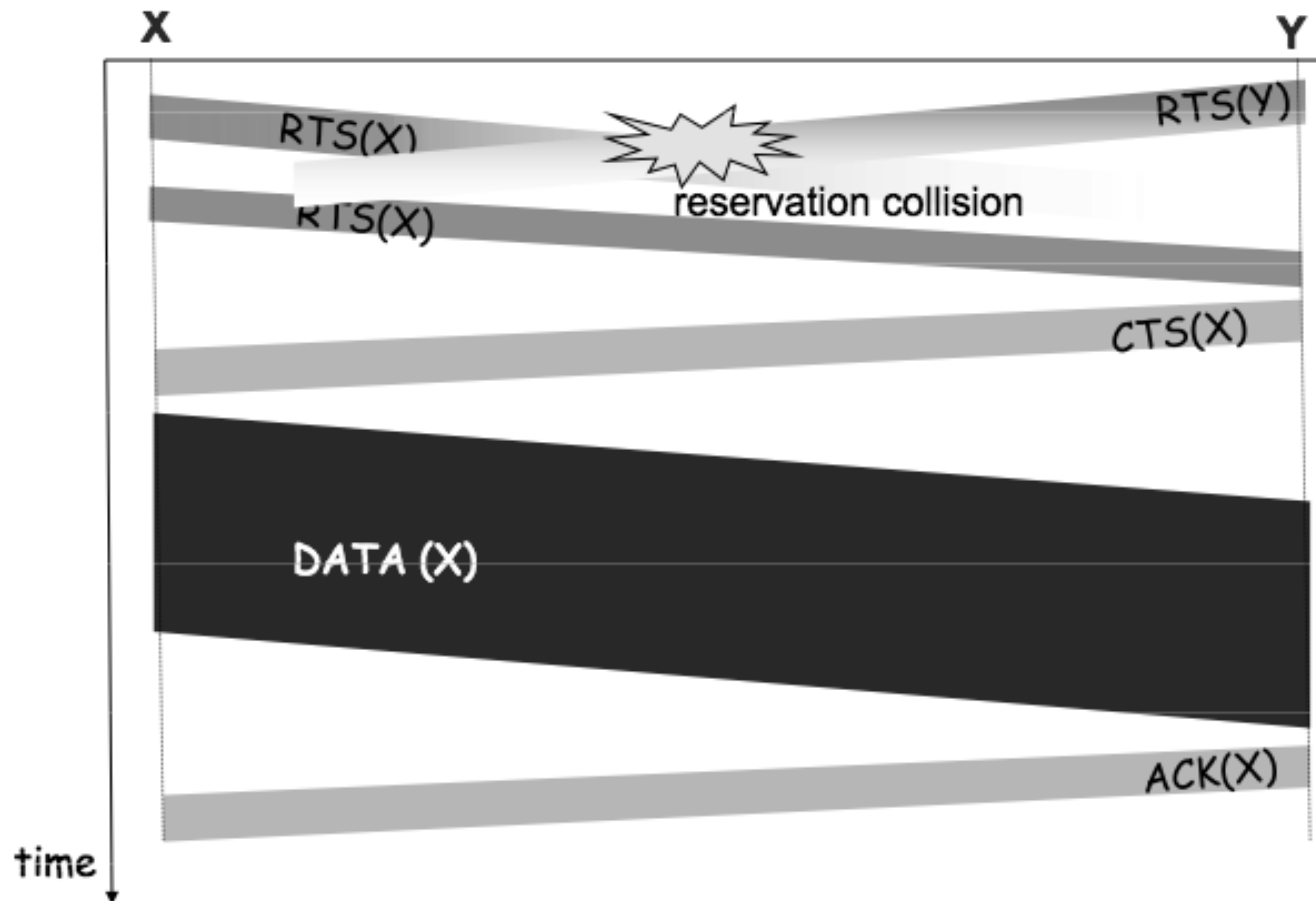 X
Y
RTS(X)
RTS(Y)
reservation collision
RTS(X)
CTS(X)
DATA (X)
ACK(X)
time